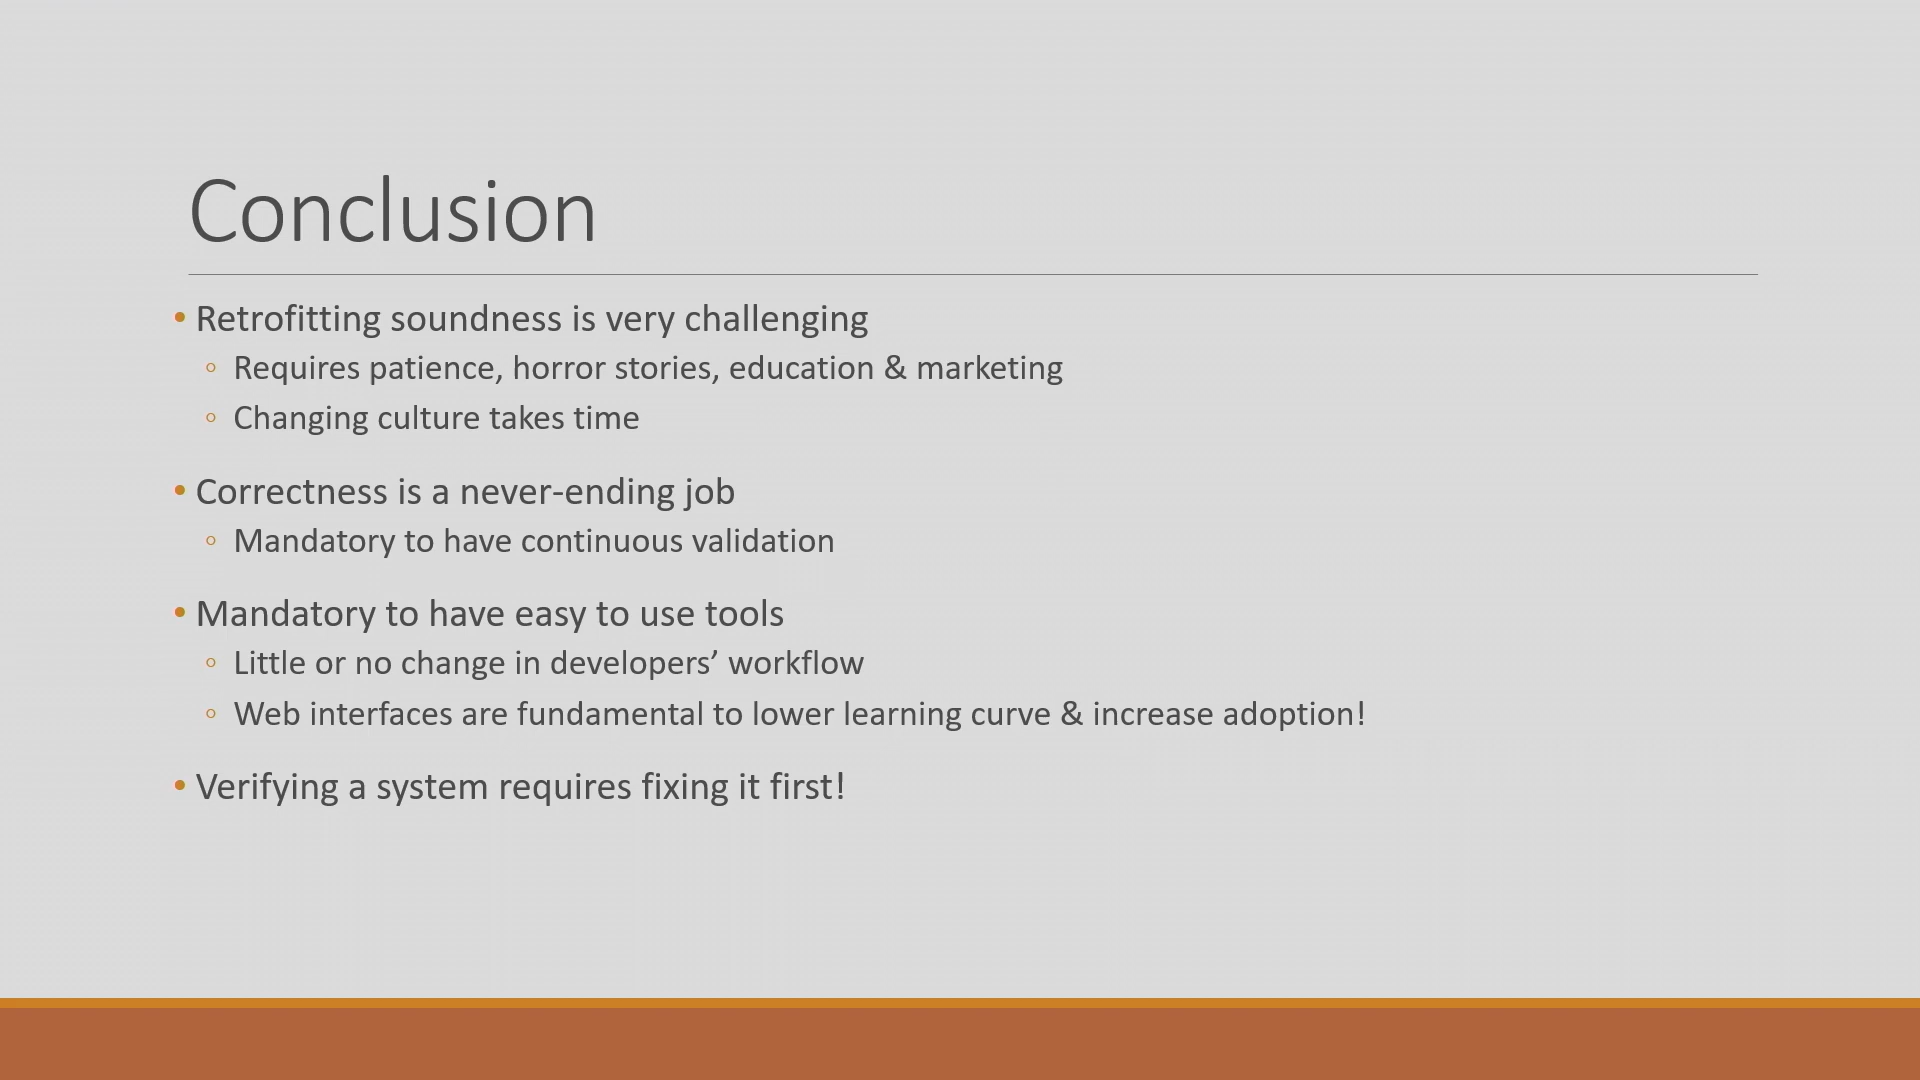 Conclusion
• Retrofitting soundness is very challenging
◦ Requires patience, horror stories, education & marketing
◦ Changing culture takes time
• Correctness is a never-ending job
◦ Mandatory to have continuous validation
• Mandatory to have easy to use tools
◦ Little or no change in developers’ workflow
◦ Web interfaces are fundamental to lower learning curve & increase adoption!
• Verifying a system requires fixing it first!